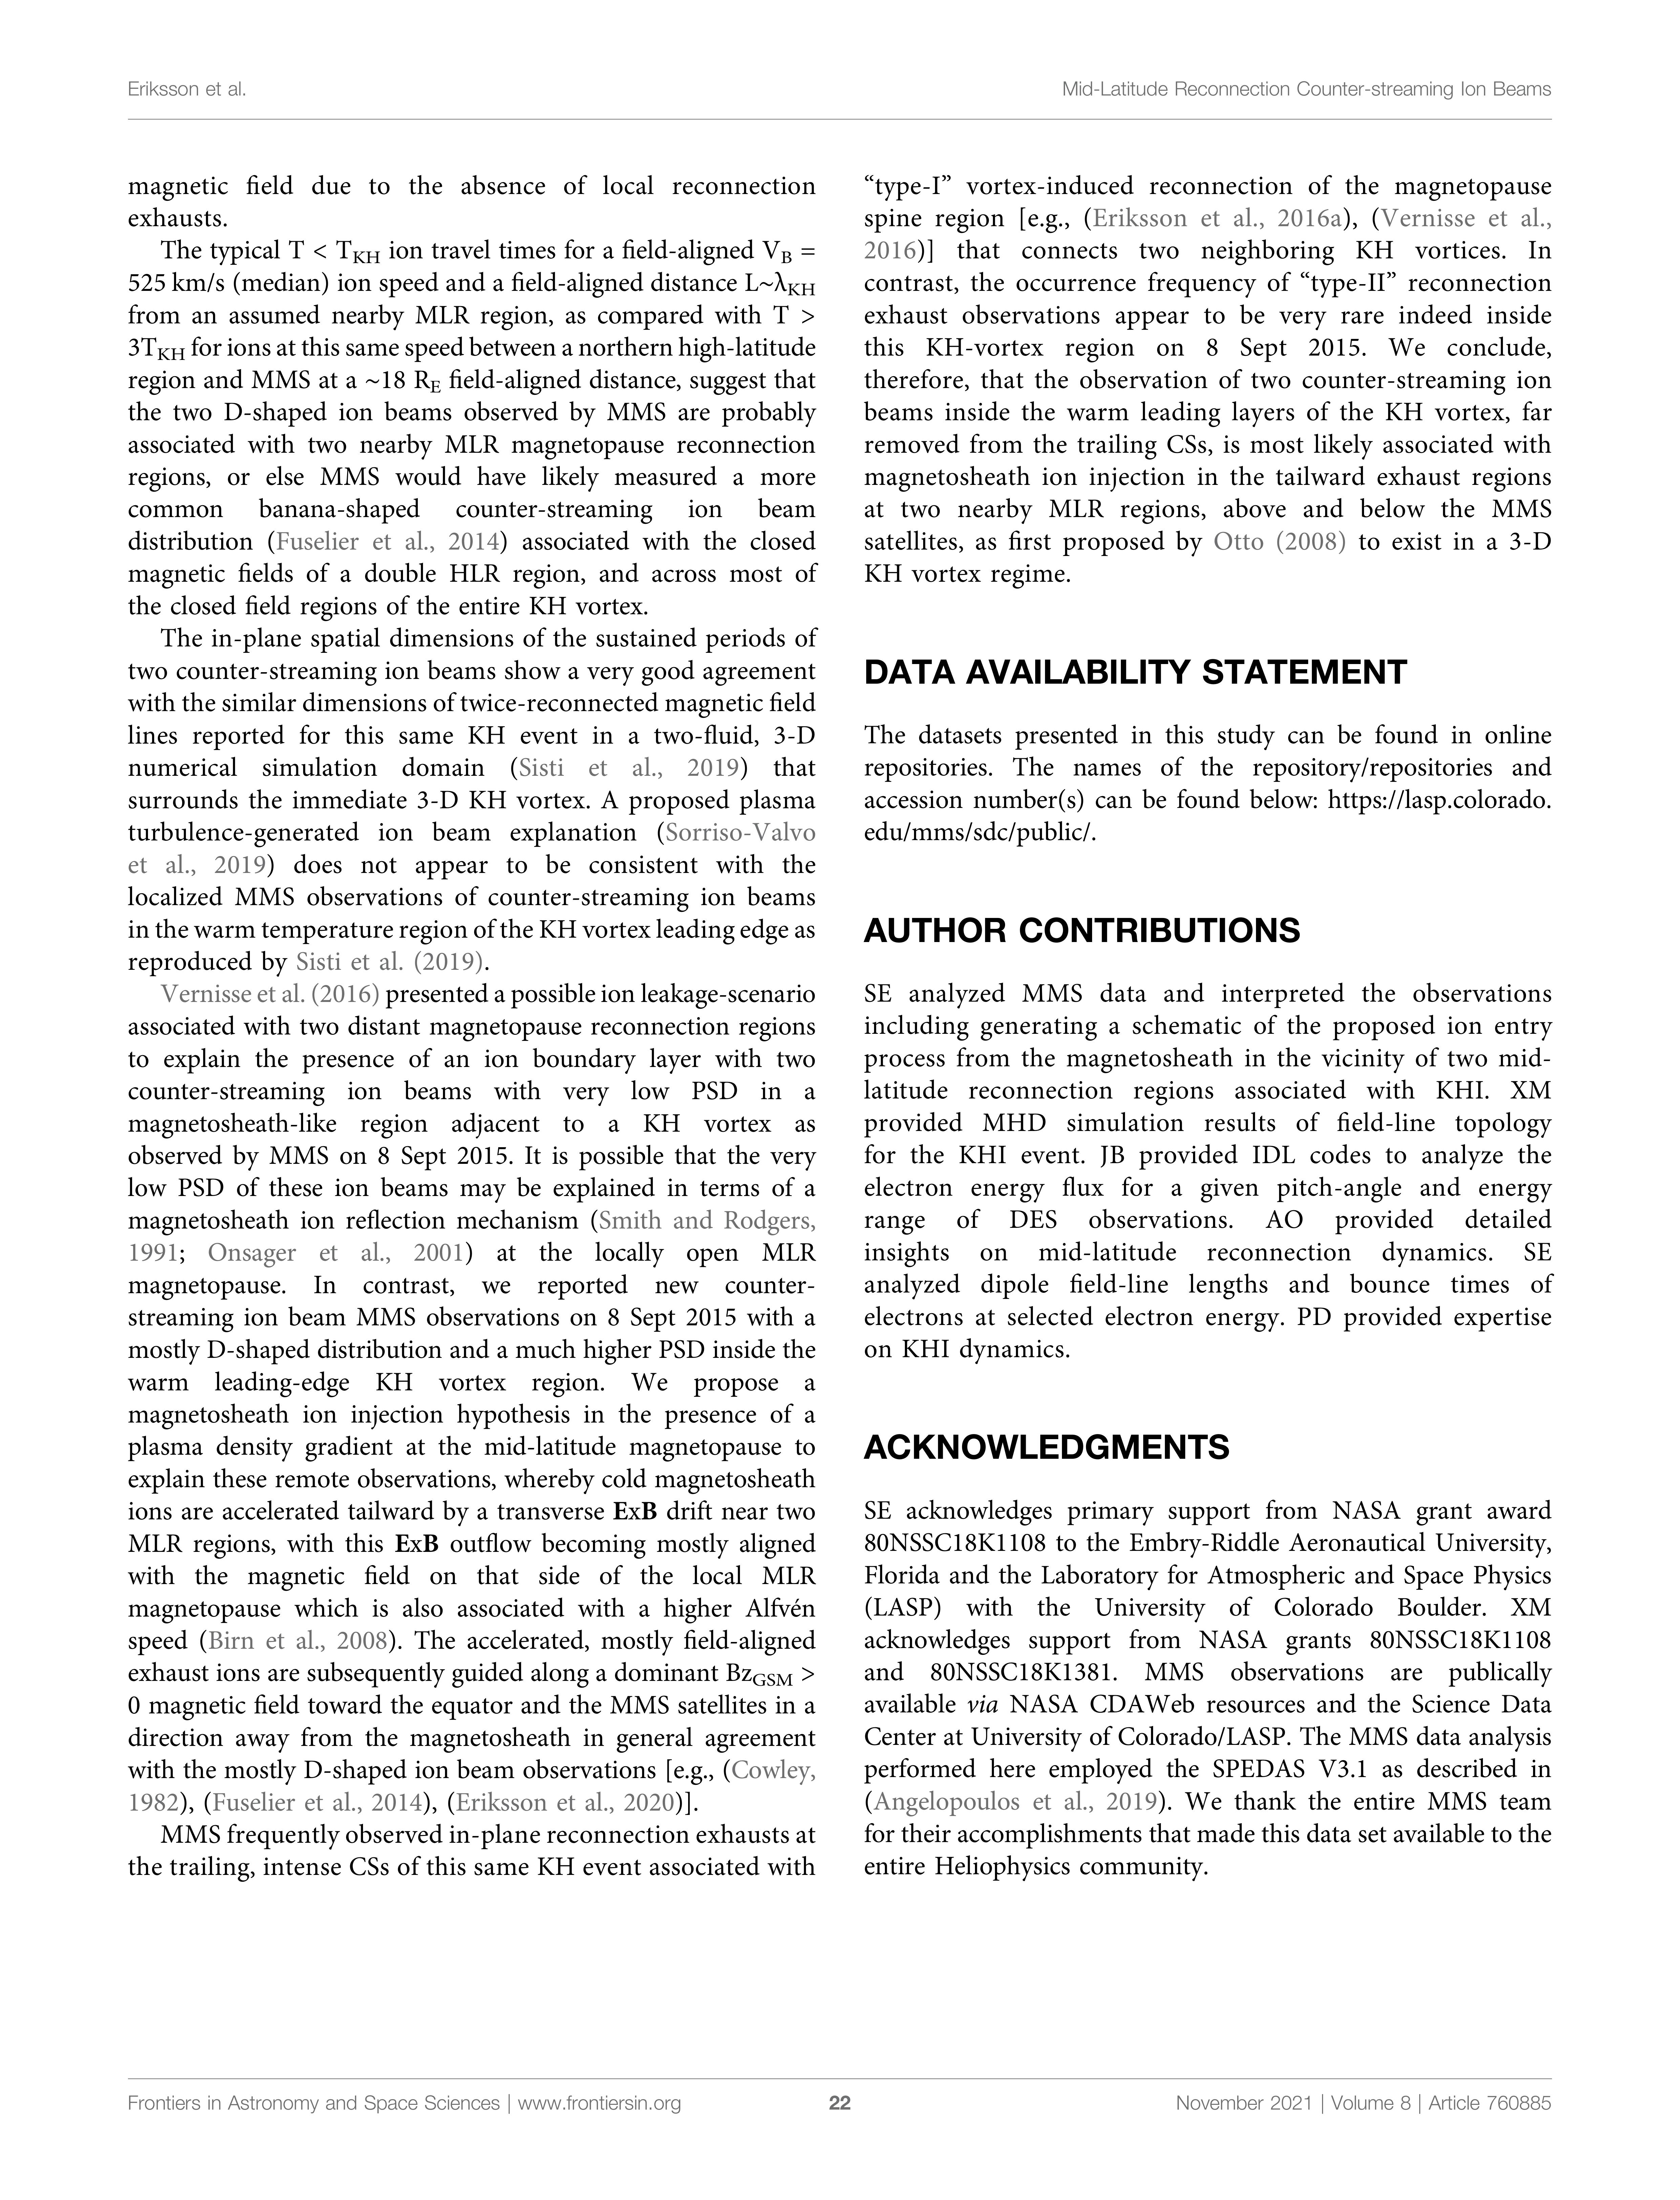 Eriksson et al.
Mid-Latitude Reconnection Counter-streaming Ion Beams
magnetic field due to the absence of local reconnection
exhusts.
The typical T < TKH ion travel times for a field-aligned VB =
525 km/s (median) ion speed and a field-aligned distance L~λKH
from an assumed nearby MLR region, as compared with T >
3TKH for ions at this same speed between a northern high-latitude
region and MMS at a ~18 RE field-aligned distance, suggest that
the two D-shaped ion beams observed by MMS are probably
associated with two nearby MLR magnetopause reconnection
regions, or else MMS would have likely measured a more
common banana-shaped counter-streaming ion beam
distribution (Fuselier et al., 2014) associated with the closed
magnetic fields of a double HLR region, and across most of
the closed field regions of the entire KH vortex.
The in-plane spatial dimensions of the sustained periods of
two counter-streaming ion beams show a very good agreement
with the similar dimensions of twice-reconnected magnetic field
lines reported for this same KH event in a two-fluid, 3-D
numerical simulation domain (Sisti et al., 2019) that
surrounds the immediate 3-D KH vortex. A proposed plasma
turbulence-generated ion beam explanation (Sorriso-Valvo
et al., 2019) does not appear to be consistent with the
localized MMS observations of counter-streaming ion beams
in the warm temperature region of the KH vortex leading edge as
reproduced by Sisti et al. (2019).
Vernisse et al. (2016) presented a possible ion leakage-scenario
associated with two distant magnetopause reconnection regions
to explain the presence of an ion boundary layer with two
counter-streaming ion beams with very low PSD in a
magnetosheath-like region adjacent to a KH vortex as
observed by MMS on 8 Sept 2015. It is possible that the very
low PSD of these ion beams may be explained in terms of a
magnetosheath ion reflection mechanism (Smith and Rodgers,
1991; Onsager et al., 2001) at the locally open MLR
magnetopause. In contrast, we reported new counter-
streaming ion beam MMS observations on 8 Sept 2015 with a
mostly D-shaped distribution and a much higher PSD inside the
warm leading-edge KH vortex region. We propose a
magnetosheath ion injection hypothesis in the presence of a
plasma density gradient at the mid-latitude magnetopause to
explain these remote observations, whereby cold magnetosheath
ions are accelerated tailward by a transverse ExB drift near two
MLR regions, with this ExB outflow becoming mostly aligned
with the magnetic field on that side of the local MLR
magnetopause which is also associated with a higher Alfvén
speed (Birn et al., 2008). The accelerated, mostly field-aligned
exhaust ions are subsequently guided along a dominant BzGSM >
0 magnetic field toward the equator and the MMS satellites in a
direction away from the magnetosheath in general agreement
with the mostly D-shaped ion beam observations [e.g., (Cowley,
1982), (Fuselier et al., 2014), (Eriksson et al., 2020)].
MMS frequently observed in-plane reconnection exhausts at
the trailing, intense CSs of this same KH event associated with
“type-I” vortex-induced reconnection of the magnetopause
spine region [e.g., (Eriksson et al., 2016a), (Vernisse et al.,
2016)] that connects two neighboring KH vortices. In
contrast, the occurrence frequency of “type-II” reconnection
exhaust observations appear to be very rare indeed inside
this KH-vortex region on 8 Sept 2015. We conclude,
therefore, that the observation of two counter-streaming ion
beams inside the warm leading layers of the KH vortex, far
removed from the trailing CSs, is most likely associated with
magnetosheath ion injection in the tailward exhaust regions
at two nearby MLR regions, above and below the MMS
satellites, as first proposed by Otto (2008) to exist in a 3-D
KH vortex regime.
DATA AVAILABILITY STATEMENT
The datasets presented in this study can be found in online
repositories. The names of the repository/repositories and
accession number(s) can be found below: https://lasp.colorado.
edu/mms/sdc/public/.
AUTHOR CONTRIBUTIONS
SE analyzed MMS data and interpreted the observations
including generating a schematic of the proposed ion entry
process from the magnetosheath in the vicinity of two mid-
latitude reconnection regions associated with KHI. XM
provided MHD simulation results of field-line topology
for the KHI event. JB provided IDL codes to analyze the
electron energy flux for a given pitch-angle and energy
range of DES observations. AO provided detailed
insights on mid-latitude reconnection dynamics. SE
analyzed dipole field-line lengths and bounce times of
electrons at selected electron energy. PD provided expertise
on KHI dynamics.
ACKNOWLEDGMENTS
SE acknowledges primary support from NASA grant award
80NSSC18K1108 to the Embry-Riddle Aeronautical University,
Florida and the Laboratory for Atmospheric and Space Physics
(LASP) with the University of Colorado Boulder. XM
acknowledges support from NASA grants 80NSSC18K1108
and 80NSSC18K1381. MMS observations are publically
available via NASA CDAWeb resources and the Science Data
Center at University of Colorado/LASP. The MMS data analysis
performed here employed the SPEDAS V3.1 as described in
(Angelopoulos et al., 2019). We thank the entire MMS team
for their accomplishments that made this data set available to the
entire Heliophysics community.
Frontiers in Astronomy and Space Sciences | www.frontiersin.org
22
November 2021 | Volume 8 | Article 760885